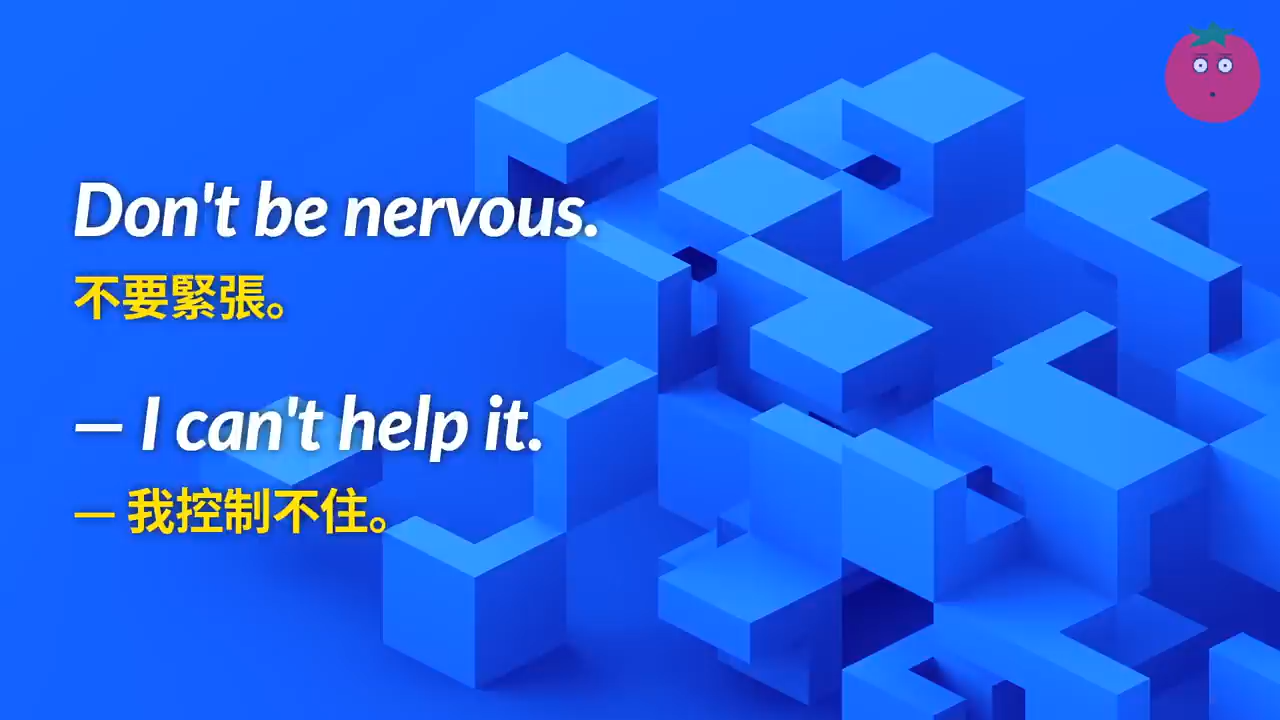 Don't be nervous.
不要緊張。
— I can't help it.
— 我控制不住。